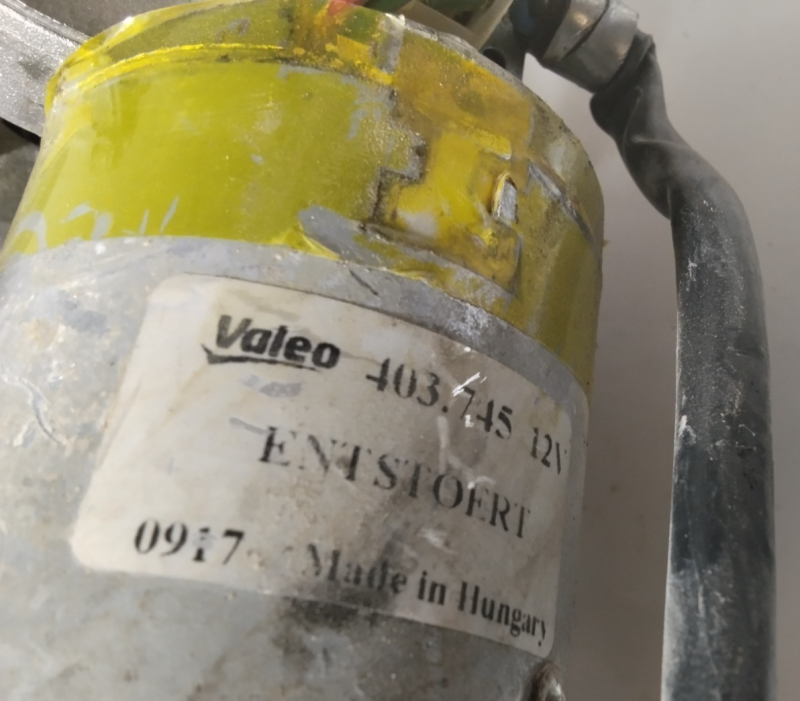 Valeo 403.745 12V
ENTSTOERT
0917 Made in Hungary